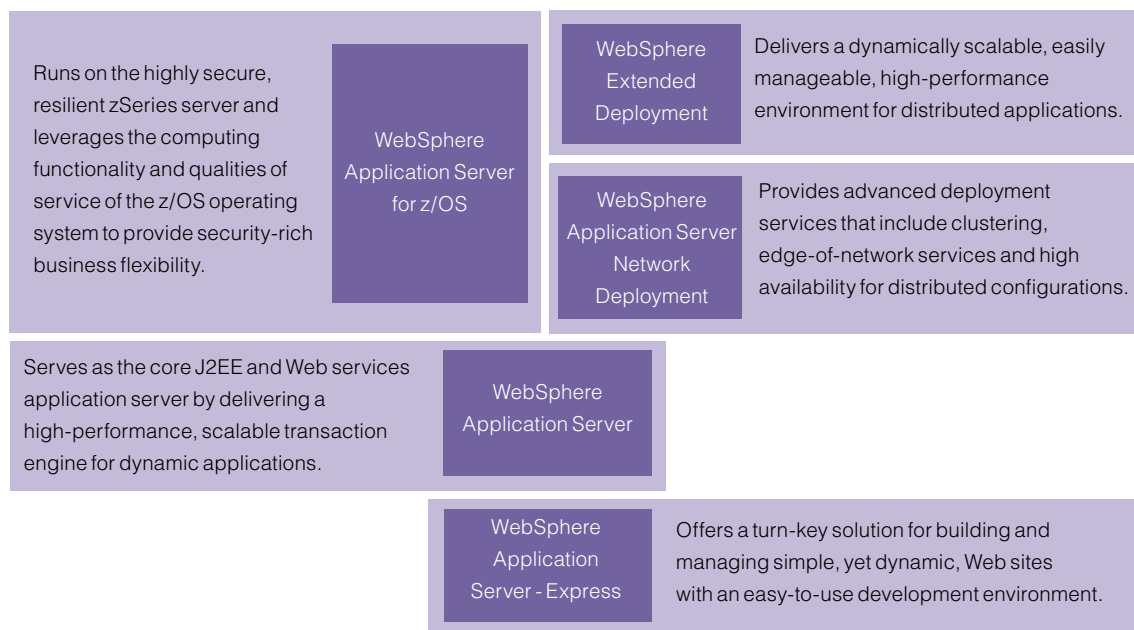 Runs on the highly secure,
resilient zSeries server and
leverages the computing
functionality and qualities of
service of the z/OS operating
system to provide security-rich
business flexibility.
WebSphere
Application Server
for z/OS
WebSphere
Extended
Deployment
Delivers a dynamically scalable, easily
manageable, high-performance
environment for distributed applications.
WebSphere
Application Server
Network
Deployment
Provides advanced deployment
services that include clustering,
edge-of-network services and high
availability for distributed configurations.
Serves as the core J2EE and Web services
application server by delivering a
high-performance, scalable transaction
engine for dynamic applications.
WebSphere
Application Server
WebSphere
Application
Server - Express
Offers a turn-key solution for building and
managing simple, yet dynamic, Web sites
with an easy-to-use development environment.